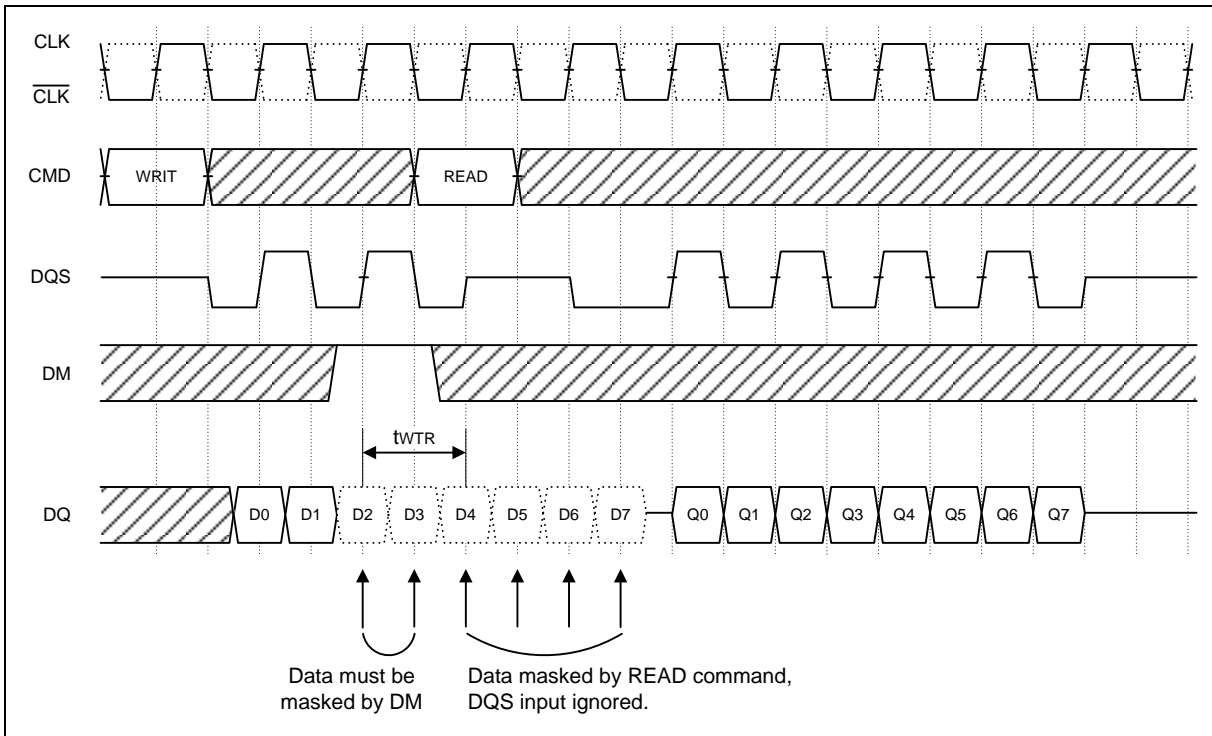 CLK
CLK
CMD WRIT READ
DQS
DM
tWTR
DQ D0 D1 D2 D3 D4 D5 D6 D7 Q0 Q1 Q2 Q3 Q4 Q5 Q6 Q7
Data must be
masked by DM
Data masked by READ command,
DQS input ignored.